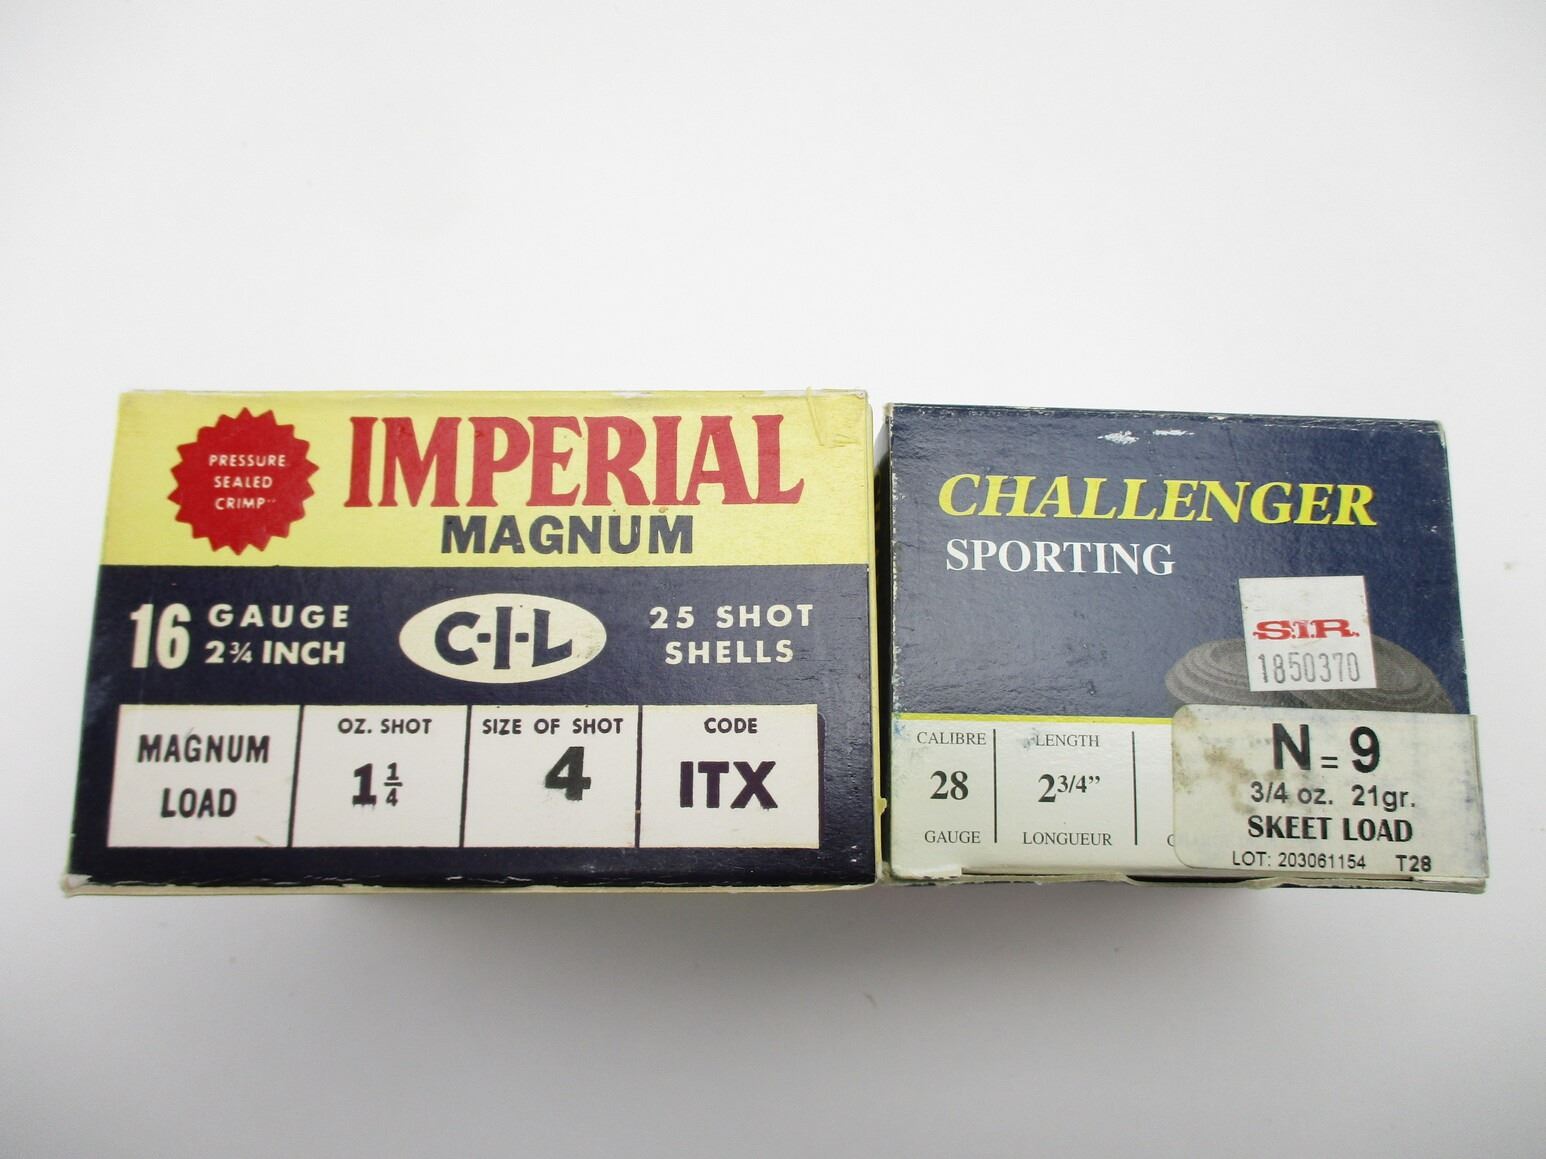 PRESSURE
SEALED
CRIMP
IMPERIAL
MAGNUM
16 GAUGE
2¾ INCH
C-I-L
25 SHOT
SHELLS
MAGNUM
LOAD
OZ. SHOT
1 1/4
SIZE OF SHOT
4
CODE
ITX
CHALLENGER
SPORTING
S.I.R.
1850370
CALIBRE
28
GAUGE
LENGTH
2 3/4"
LONGUEUR
N=9
3/4 oz. 21gr.
SKEET LOAD
LOT: 203061154 T28